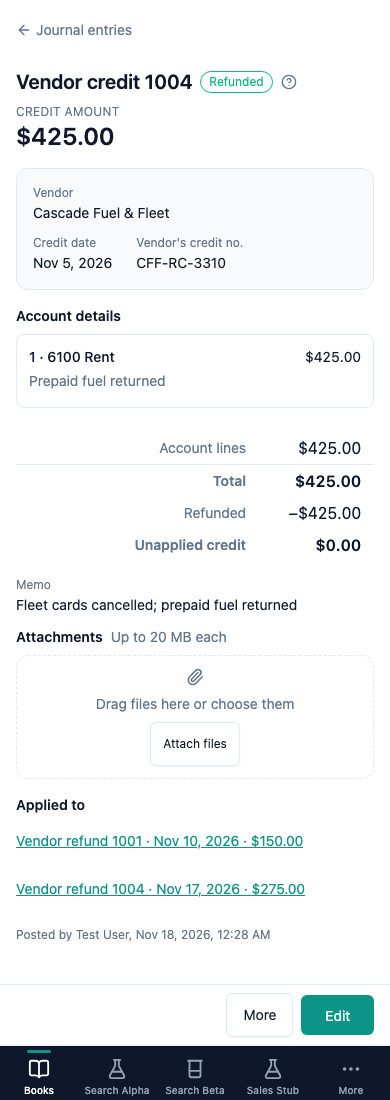 Journal entries
Vendor credit 1004 Refunded ?
CREDIT AMOUNT
$425.00
Vendor
Cascade Fuel & Fleet
Credit date Vendor's credit no.
Nov 5, 2026 CFF-RC-3310
Account details
1 · 6100 Rent $425.00
Prepaid fuel returned
Account lines $425.00
Total $425.00
Refunded –$425.00
Unapplied credit $0.00
Memo
Fleet cards cancelled; prepaid fuel returned
Attachments Up to 20 MB each
Drag files here or choose them
Attach files
Applied to
Vendor refund 1001 · Nov 10, 2026 · $150.00
Vendor refund 1004 · Nov 17, 2026 · $275.00
Posted by Test User, Nov 18, 2026, 12:28 AM
More Edit
Books Search Alpha Search Beta Sales Stub More